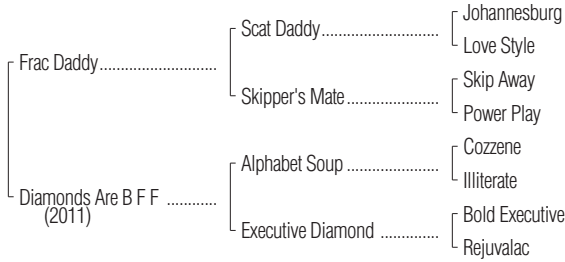 Johannesburg
Scat Daddy
Love Style
Frac Daddy
Skip Away
Skipper's Mate
Power Play
Cozzene
Alphabet Soup
Illiterate
Diamonds Are B F F
(2011)
Bold Executive
Executive Diamond
Rejuvalac